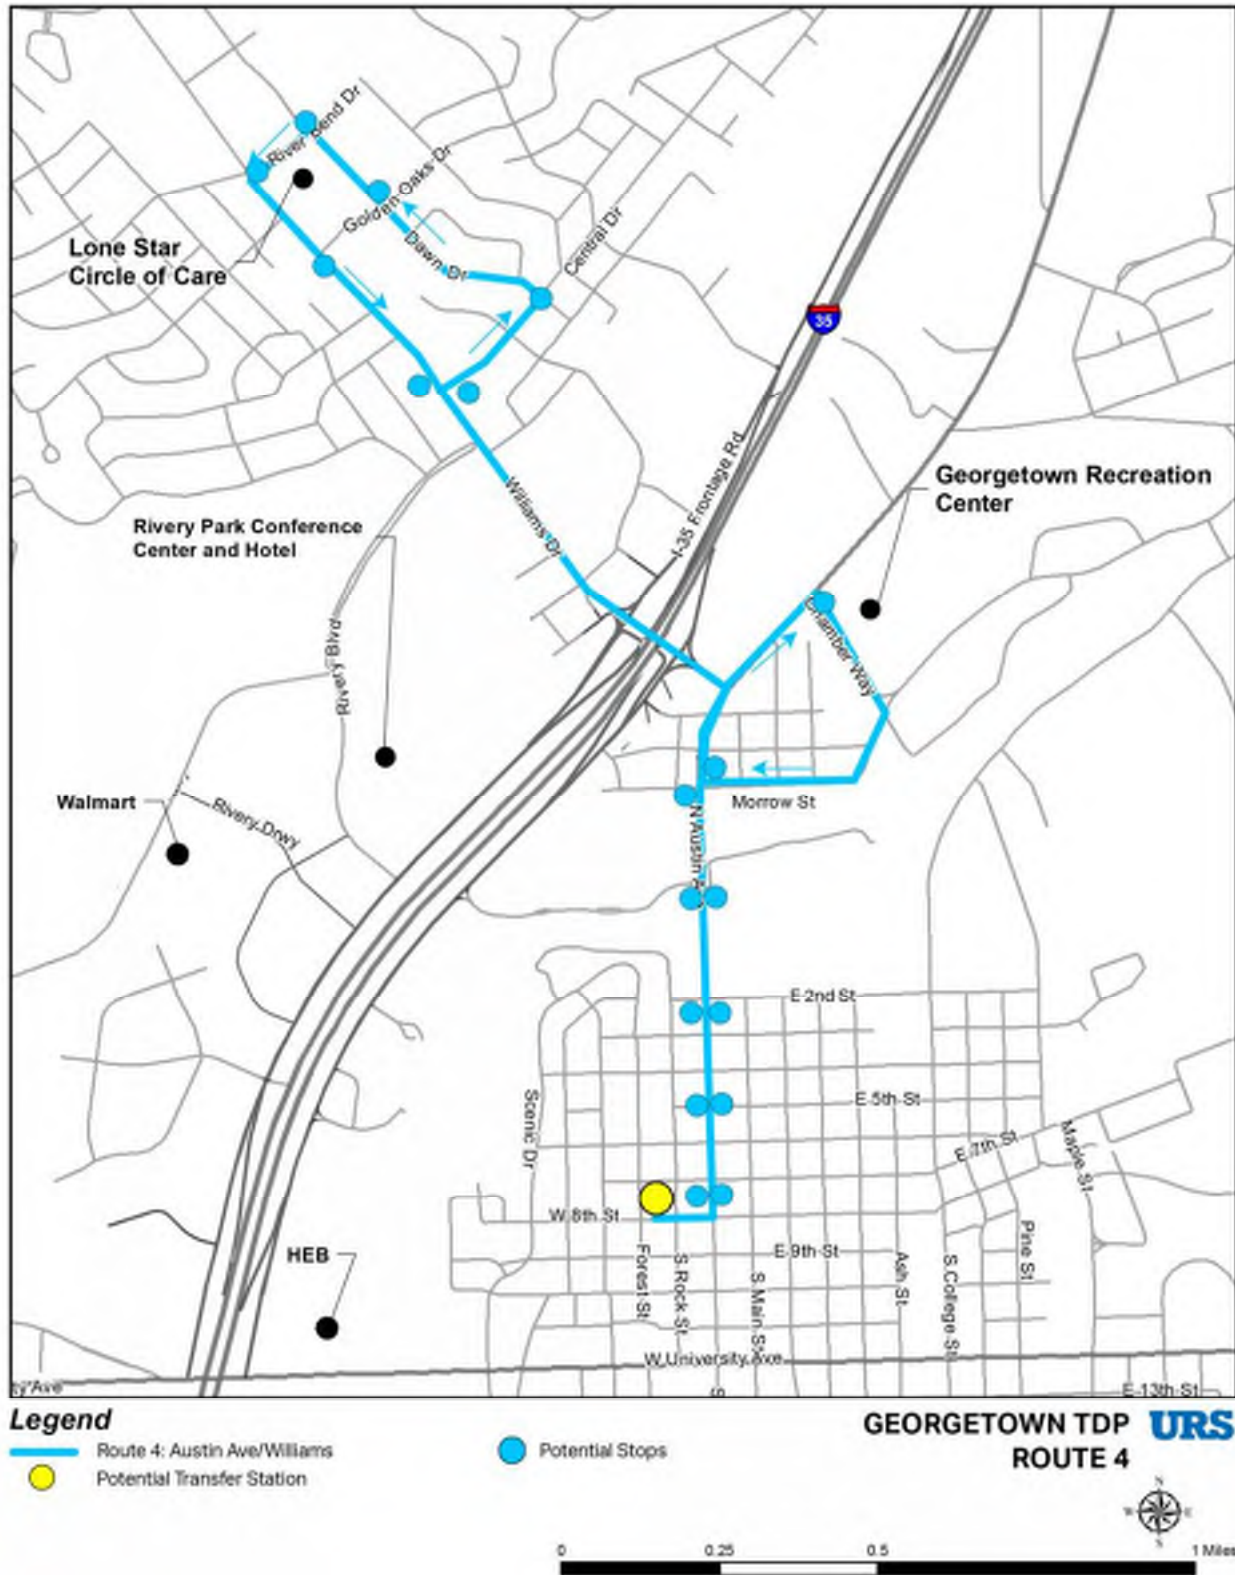 River Bend Dr
Golden Oaks Dr
Lone Star
Circle of Care
Dawn Dr
Central Dr
35
I-35 Frontage Rd
Georgetown Recreation
Center
Williams Dr
Rivery Park Conference
Center and Hotel
Chamber Way
Rivery Blvd
Walmart
Rivery Drwy
Morrow St
N Austin Ave
E 2nd St
Scenic Dr
E 5th St
Maple St
E 7th St
W 8th St
HEB
Forest St
S Rock St
S Main St
E 9th St
Ash St
S College St
Pine St
W University Ave
ty Ave
S
E 13th St
Legend
Route 4: Austin Ave/Williams
Potential Transfer Station
Potential Stops
GEORGETOWN TDP
ROUTE 4
URS
N
W
E
S
0
0.25
0.5
1 Miles